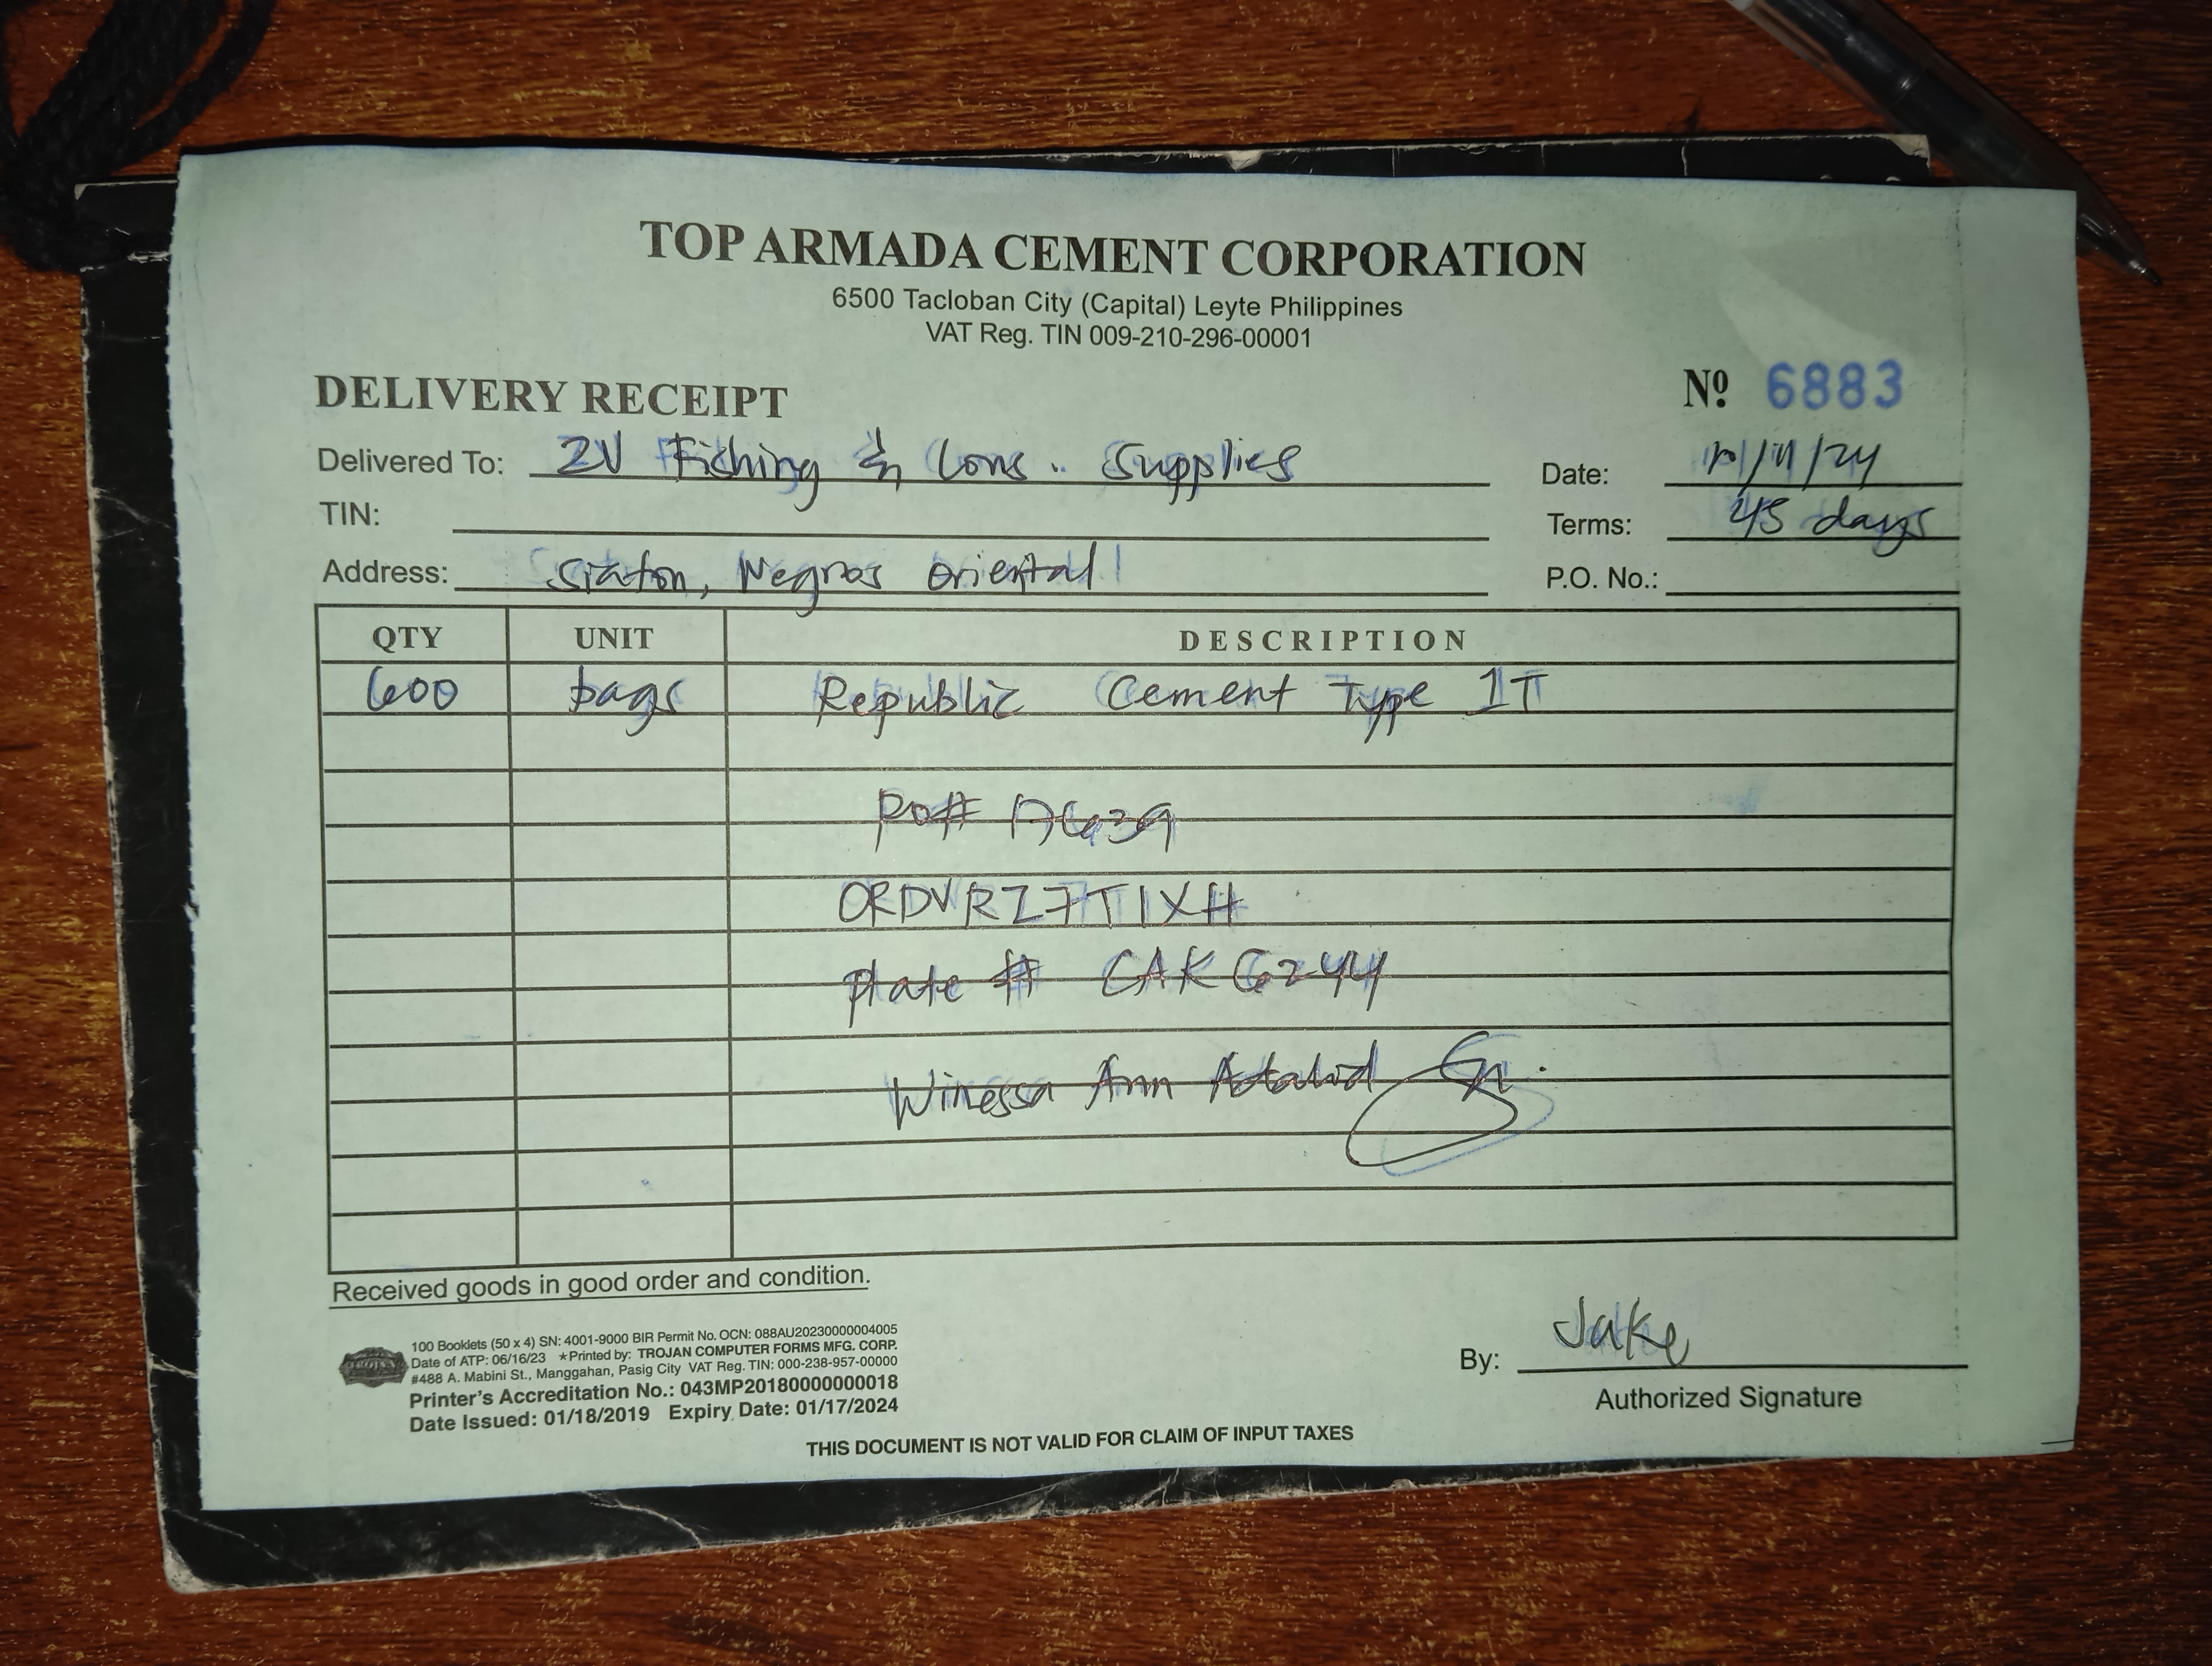 TOP ARMADA CEMENT CORPORATION
6500 Tacloban City (Capital) Leyte Philippines
VAT Reg. TIN 009-210-296-00001
DELIVERY RECEIPT
Nº 6883
Delivered To: ZV Fishing & Cons. Supplies
Date:
TIN:
Terms: 45 days
Address: Siaton, Negros Oriental
P.O. No.:
QTY UNIT DESCRIPTION
600 bags Republic Cement Type 1T
PO# 17639
ORDVRZ7T1XH
Plate # CAK 6244
Winessa Ann
Received goods in good order and condition.
100 Booklets (50 x 4) SN: 4001-9000 BIR Permit No. OCN: 088AU20230000004005
Date of ATP: 06/16/23 *Printed by: TROJAN COMPUTER FORMS MFG. CORP.
#488 A. Mabini St., Manggahan, Pasig City VAT Reg. TIN: 000-238-957-00000
Printer's Accreditation No.: 043MP20180000000018
Date Issued: 01/18/2019 Expiry Date: 01/17/2024
TROJAN
By: Jake
Authorized Signature
THIS DOCUMENT IS NOT VALID FOR CLAIM OF INPUT TAXES